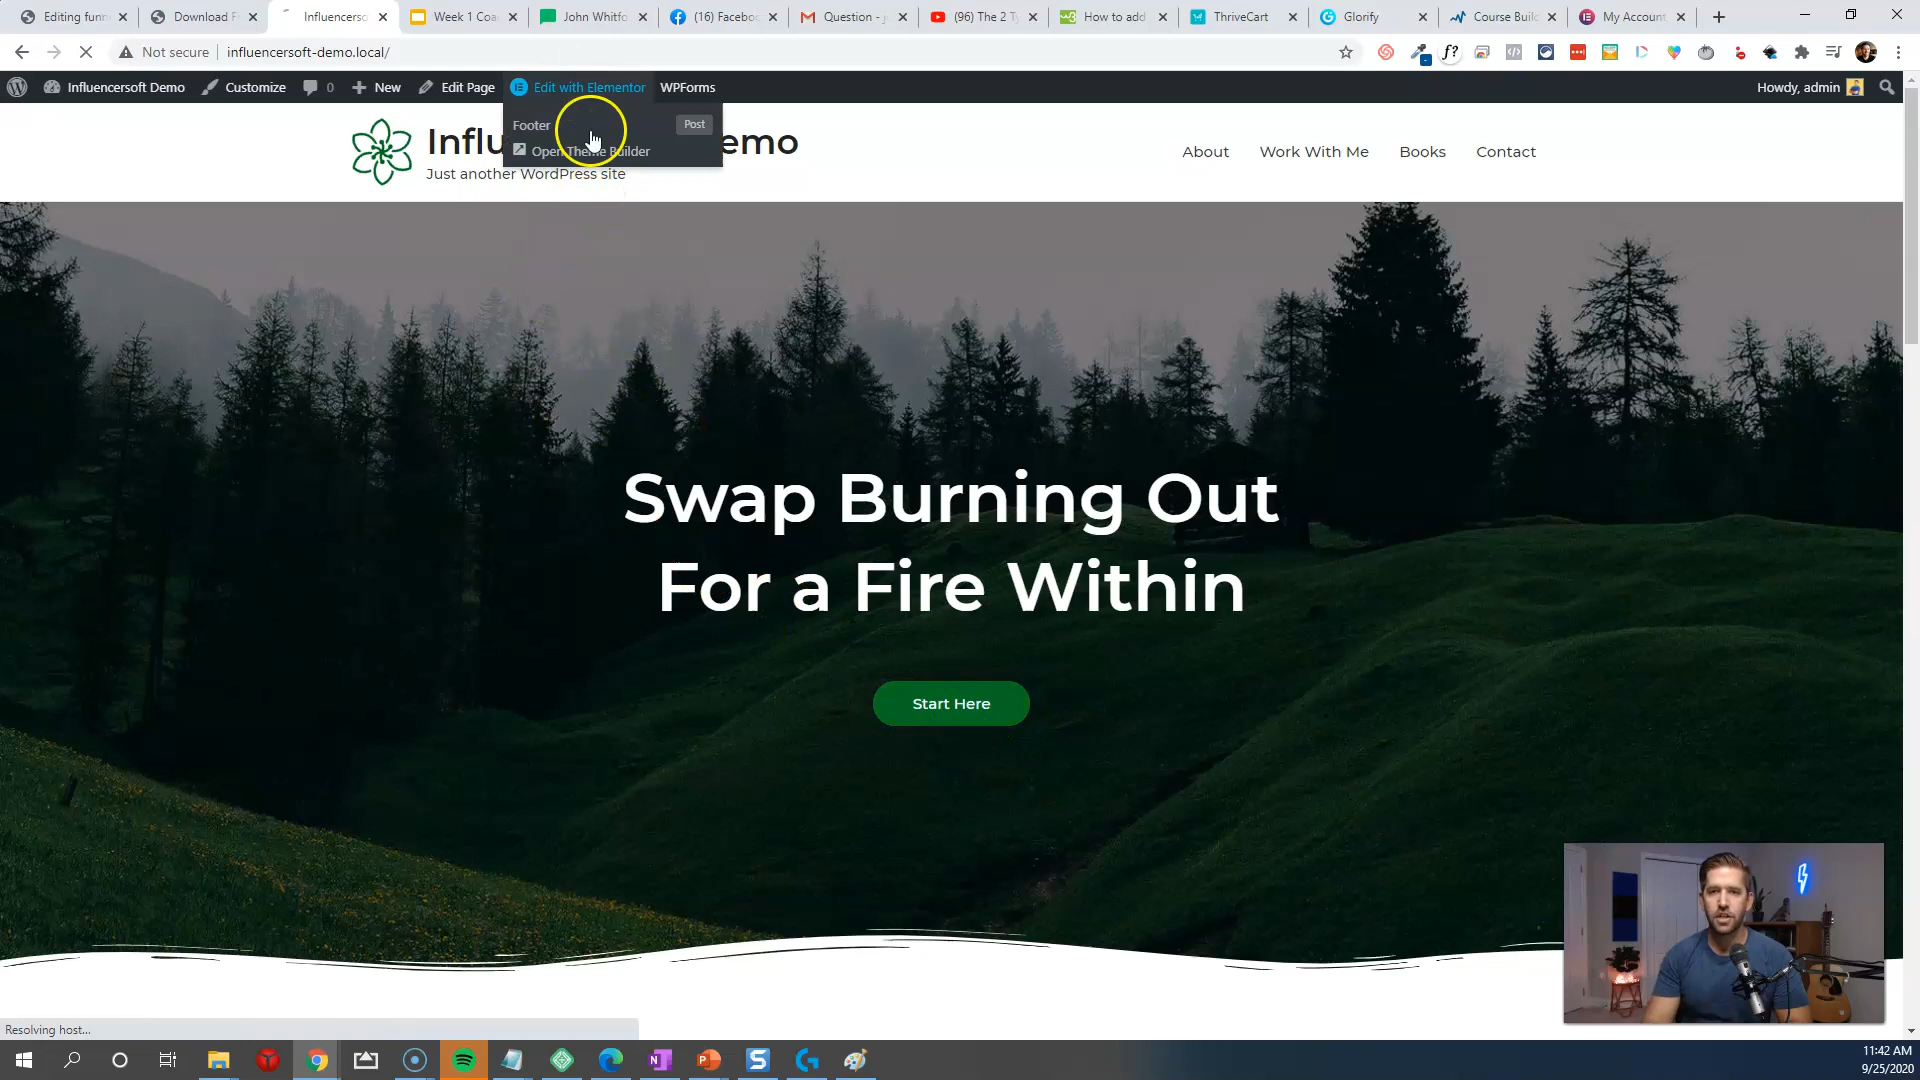 Editing funn
Download F
Influencerso
Week 1 Coa
John Whitfo
(16) Faceboo
Question - j
(96) The 2 Ty
How to add
ThriveCart
Glorify
Course Buil
My Account
Not secure
influencersoft-demo.local/
Influencersoft Demo
Customize
0
New
Edit Page
Edit with Elementor
WPForms
Howdy, admin
Footer
Post
Open Theme Builder
Just another WordPress site
About
Work With Me
Books
Contact
Swap Burning Out
For a Fire Within
Start Here
Resolving host...
11:42 AM
9/25/2020